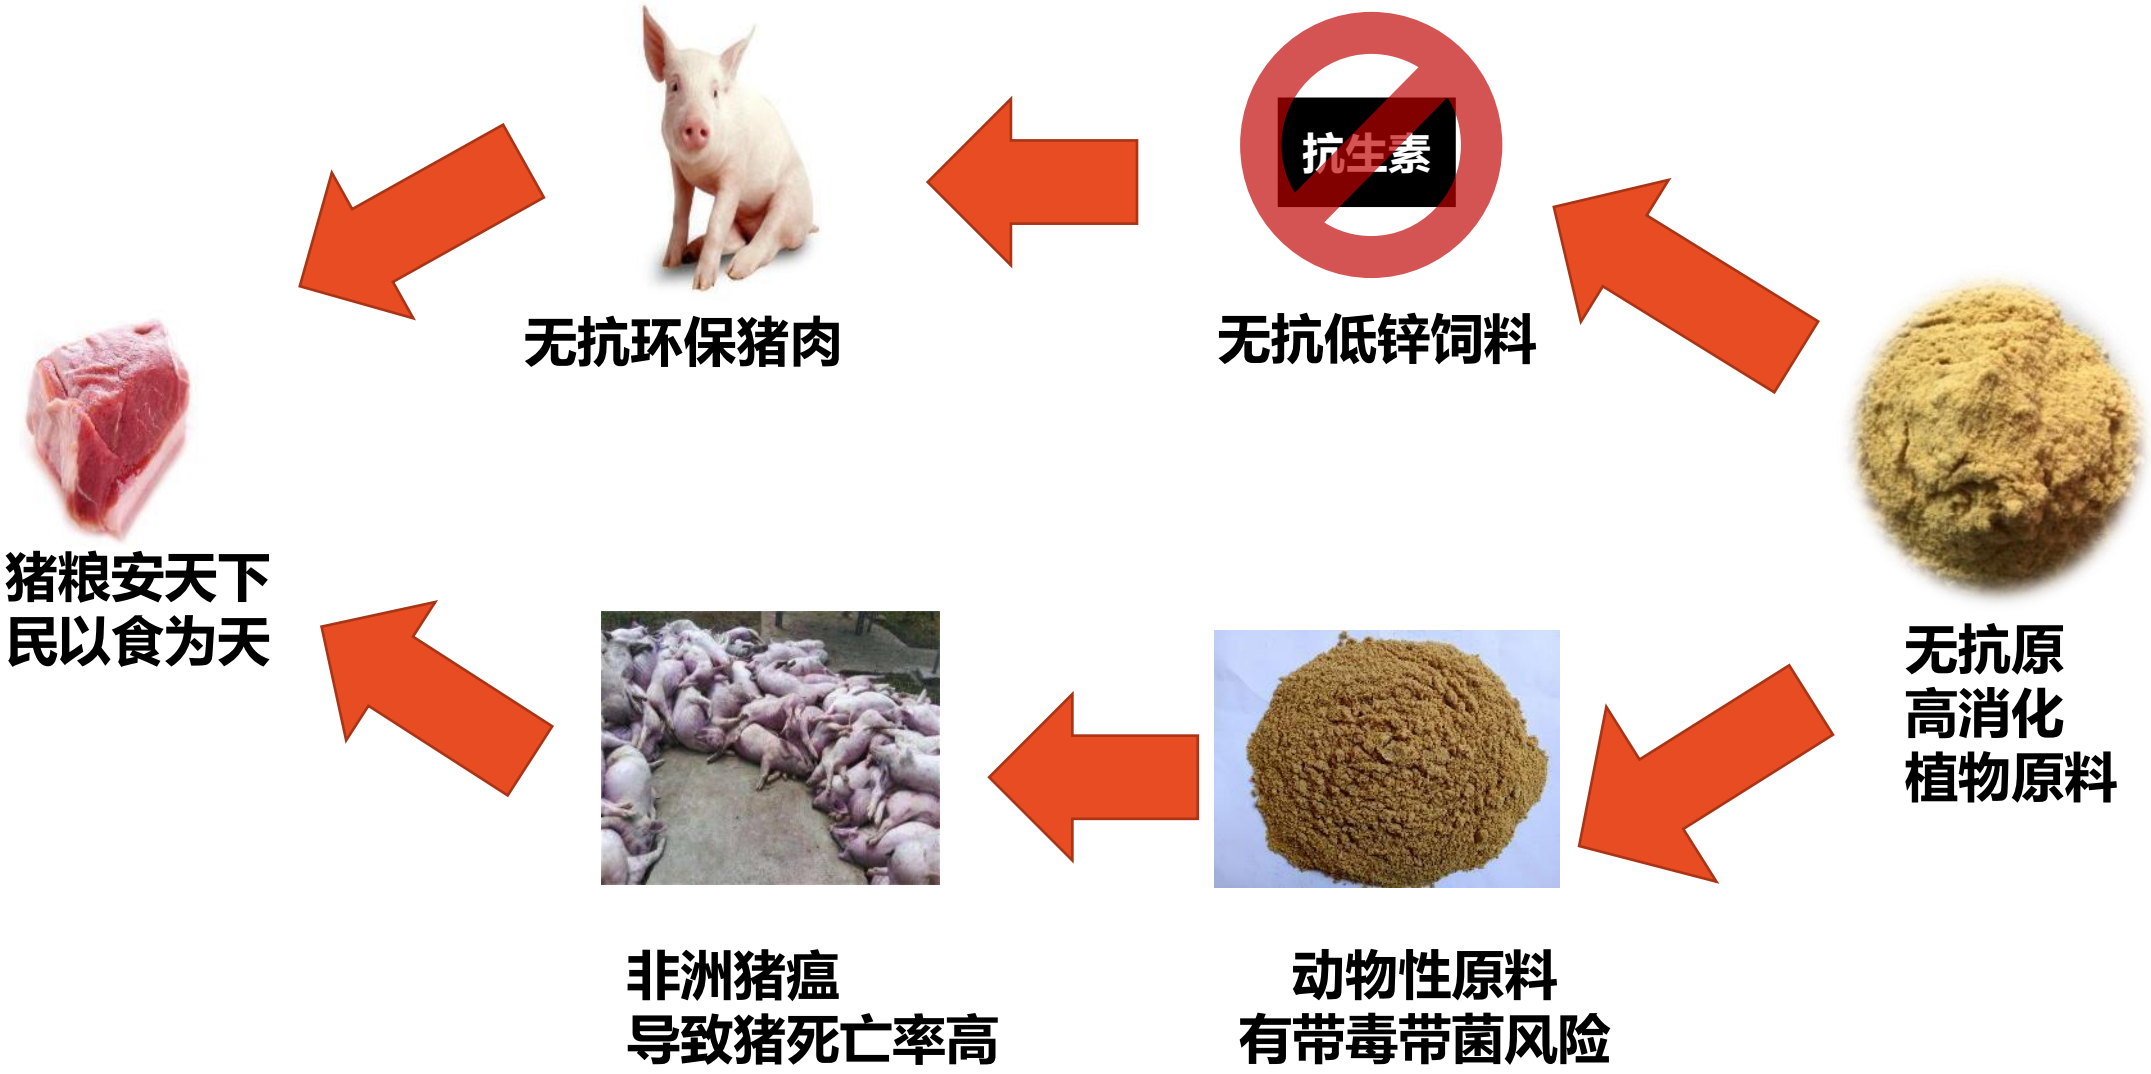 抗生素
无抗环保猪肉
无抗低锌饲料
猪粮安天下
民以食为天
无抗原
高消化
植物原料
非洲猪瘟
导致猪死亡率高
动物性原料
有带毒带菌风险